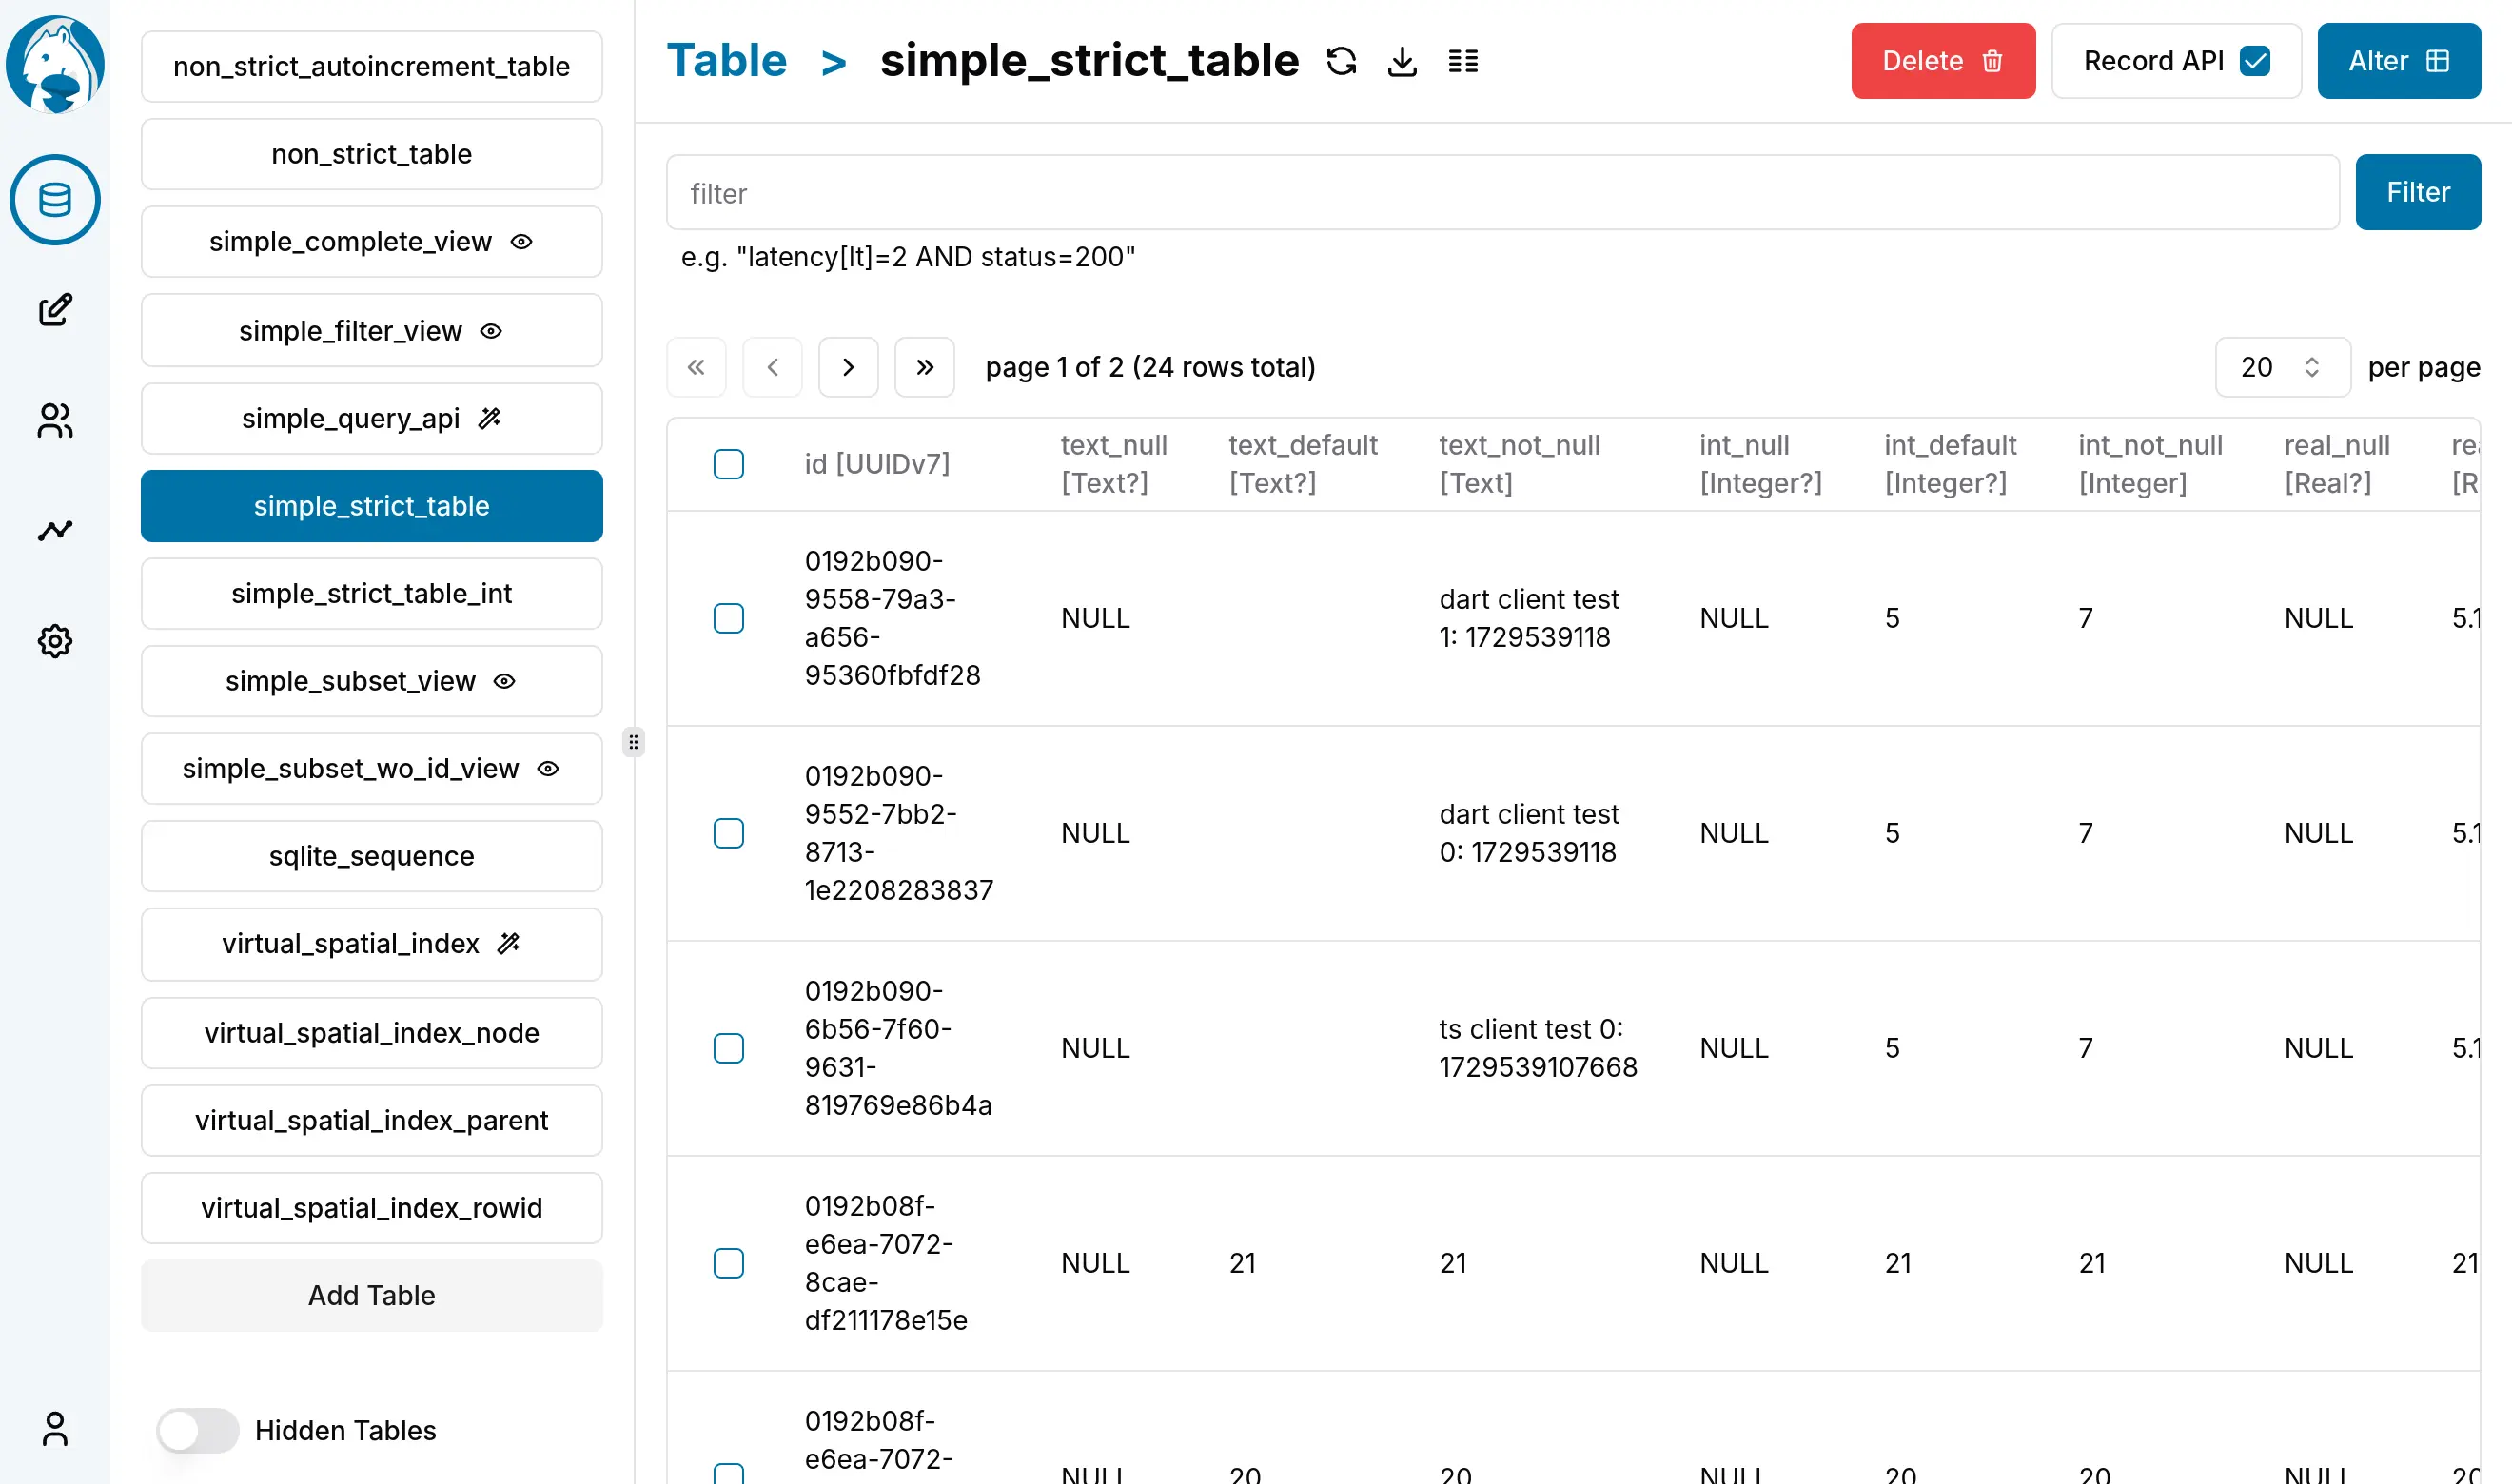 non_strict_autoincrement_table
non_strict_table
simple_complete_view
simple_filter_view
simple_query_api
simple_strict_table
simple_strict_table_int
simple_subset_view
simple_subset_wo_id_view
sqlite_sequence
virtual_spatial_index
virtual_spatial_index_node
virtual_spatial_index_parent
virtual_spatial_index_rowid
Add Table
Hidden Tables
Table > simple_strict_table
Delete
Record API
Alter
filter
Filter
e.g. "latency[lt]=2 AND status=200"
page 1 of 2 (24 rows total)
20 per page
id [UUIDv7]
text_null
[Text?]
text_default
[Text?]
text_not_null
[Text]
int_null
[Integer?]
int_default
[Integer?]
int_not_null
[Integer]
real_null
[Real?]
0192b090-
9558-79a3-
a656-
95360fbfdf28
NULL
dart client test
1: 1729539118
NULL
5
7
NULL
5.1
0192b090-
9552-7bb2-
8713-
1e2208283837
NULL
dart client test
0: 1729539118
NULL
5
7
NULL
5.1
0192b090-
6b56-7f60-
9631-
819769e86b4a
NULL
ts client test 0:
1729539107668
NULL
5
7
NULL
5.1
0192b08f-
e6ea-7072-
8cae-
df211178e15e
NULL
21
21
NULL
21
21
NULL
21
0192b08f-
e6ea-7072-
NULL
20
20
NULL
20
20
NULL
20